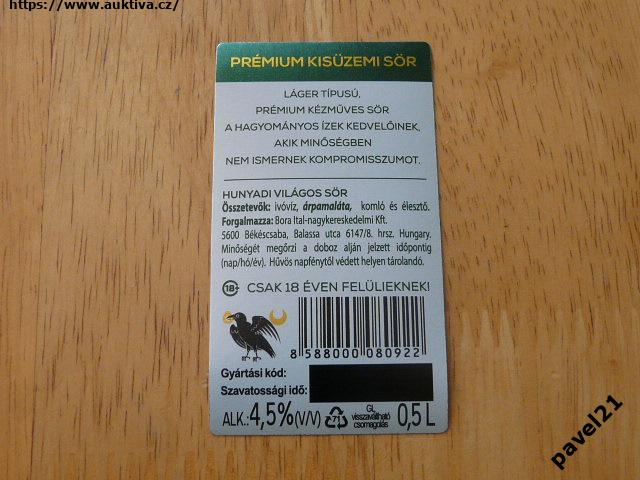 https://www.auktiva.cz/
PRÉMIUM KISÜZEMI SÖR
LÁGER TÍPUSÚ,
PRÉMIUM KÉZMŰVES SÖR
A HAGYOMÁNYOS ÍZEK KEDVELŐINEK,
AKIK MINŐSÉGBEN
NEM ISMERNEK KOMPROMISSZUMOT.
HUNYADI VILÁGOS SÖR
Összetevők: ivóvíz, árpamaláta, komló és élesztő.
Forgalmazza: Bora Ital-nagykereskedelmi Kft.
5600 Békéscsaba, Balassa utca 6147/8. hrsz. Hungary.
Minőségét megőrzi a doboz alján jelzett időpontig
(nap/hó/év). Hűvös napfénytől védett helyen tárolandó.
18+ CSAK 18 ÉVEN FELÜLIEKNEK!
8 588000 080922
Gyártási kód:
Szavatossági idő:
ALK.: 4,5% (V/V) 71 GL visszaváltható csomagolás 0,5 L
pavel21